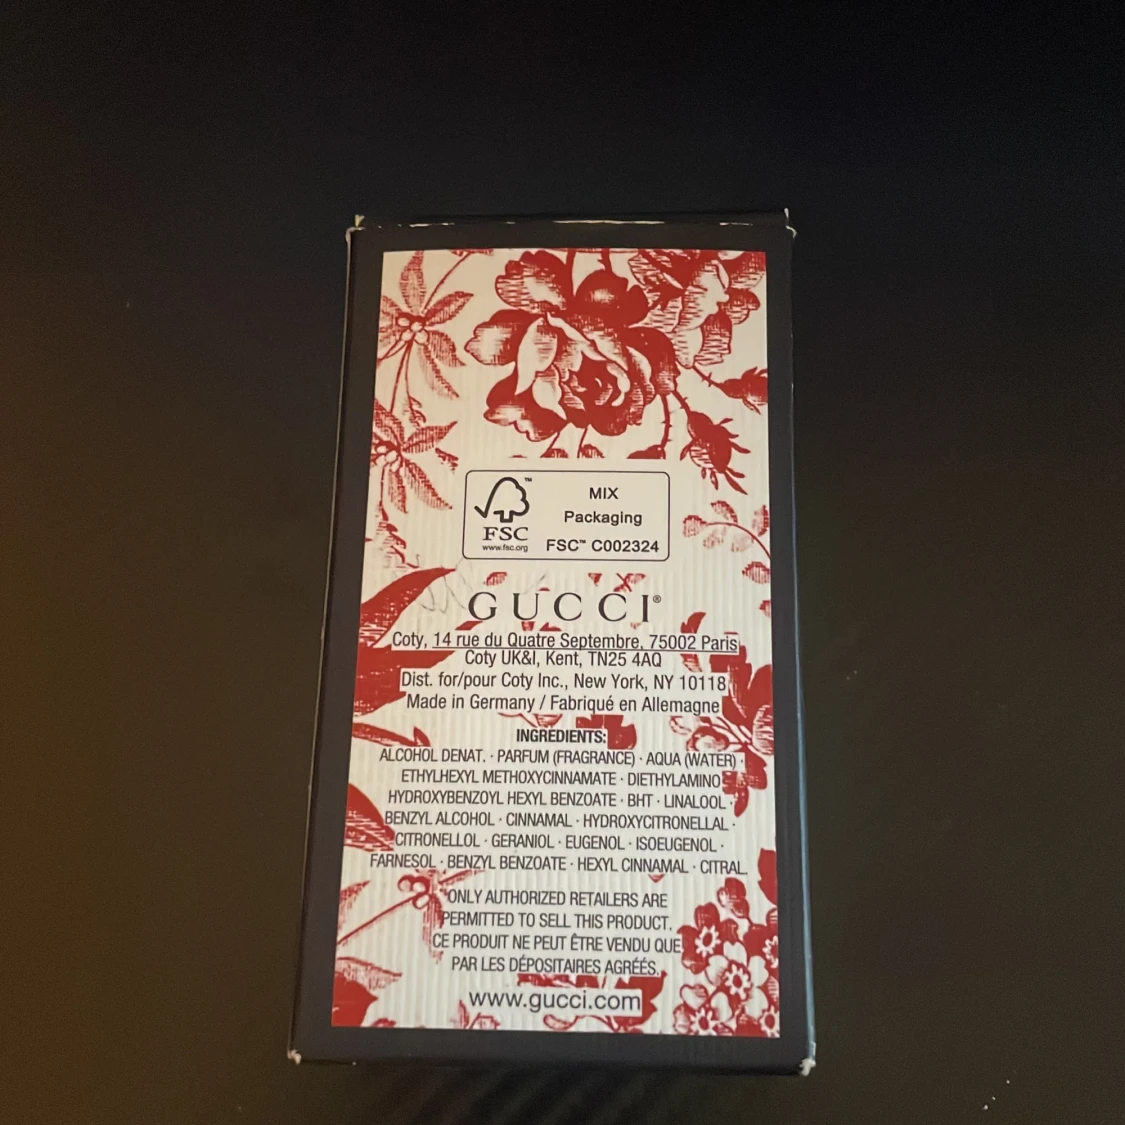 MIX
Packaging
FSC
www.fsc.org
FSC™ C002324
GUCCI®
Coty, 14 rue du Quatre Septembre, 75002 Paris
Coty UK&I, Kent, TN25 4AQ
Dist. for/pour Coty Inc., New York, NY 10118
Made in Germany / Fabriqué en Allemagne
INGREDIENTS:
ALCOHOL DENAT. · PARFUM (FRAGRANCE) · AQUA (WATER) ·
ETHYLHEXYL METHOXYCINNAMATE · DIETHYLAMINO
HYDROXYBENZOYL HEXYL BENZOATE · BHT · LINALOOL ·
BENZYL ALCOHOL · CINNAMAL · HYDROXYCITRONELLAL ·
CITRONELLOL · GERANIOL · EUGENOL · ISOEUGENOL ·
FARNESOL · BENZYL BENZOATE · HEXYL CINNAMAL · CITRAL.
ONLY AUTHORIZED RETAILERS ARE
PERMITTED TO SELL THIS PRODUCT.
CE PRODUIT NE PEUT ÊTRE VENDU QUE
PAR LES DÉPOSITAIRES AGRÉÉS.
www.gucci.com